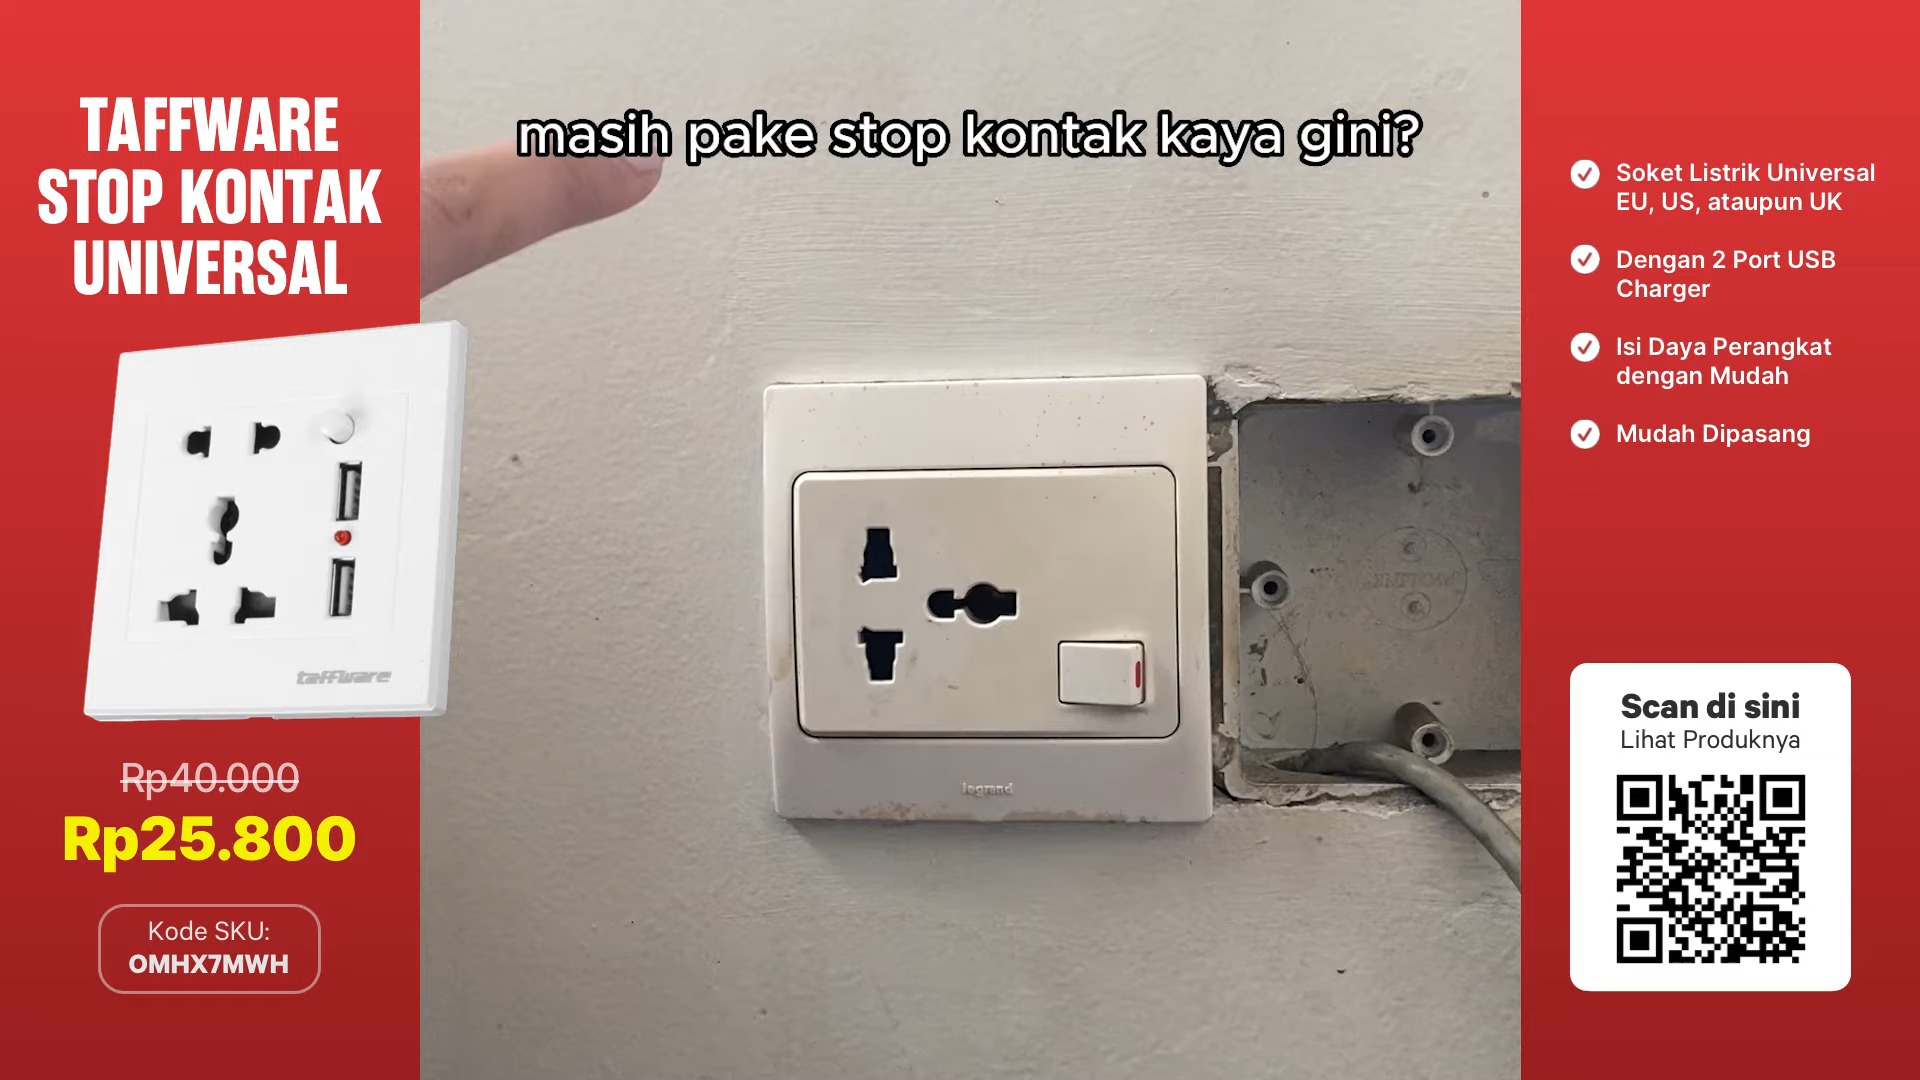 TAFFWARE
STOP KONTAK
UNIVERSAL
taffware
Rp40.000
Rp25.800
Kode SKU:
OMHX7MWH
masih pake stop kontak kaya gini?
legrand
Soket Listrik Universal
EU, US, ataupun UK
Dengan 2 Port USB
Charger
Isi Daya Perangkat
dengan Mudah
Mudah Dipasang
Scan di sini
Lihat Produknya